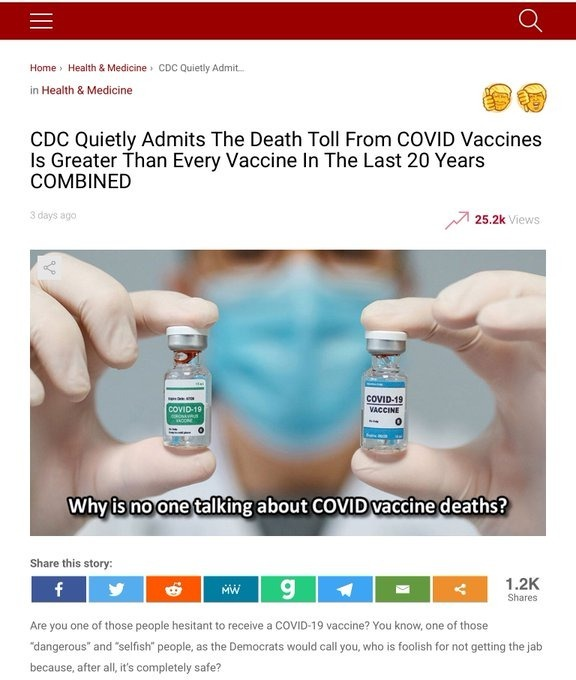 Home › Health & Medicine › CDC Quietly Admit...
in Health & Medicine
CDC Quietly Admits The Death Toll From COVID Vaccines
Is Greater Than Every Vaccine In The Last 20 Years
COMBINED
3 days ago
25.2k Views
COVID-19
CORONAVIRUS
VACCINE
COVID-19
VACCINE
Why is no one talking about COVID vaccine deaths?
Share this story:
MW
1.2K
Shares
Are you one of those people hesitant to receive a COVID-19 vaccine? You know, one of those
“dangerous” and “selfish” people, as the Democrats would call you, who is foolish for not getting the jab
because, after all, it’s completely safe?